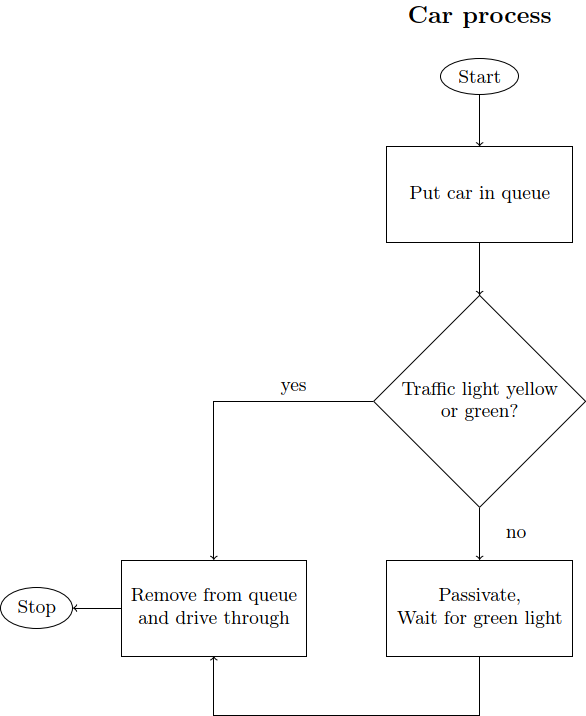 Car process
Start
Put car in queue
Traffic light yellow
or green?
yes
no
Stop
Remove from queue
and drive through
Passivate,
Wait for green light